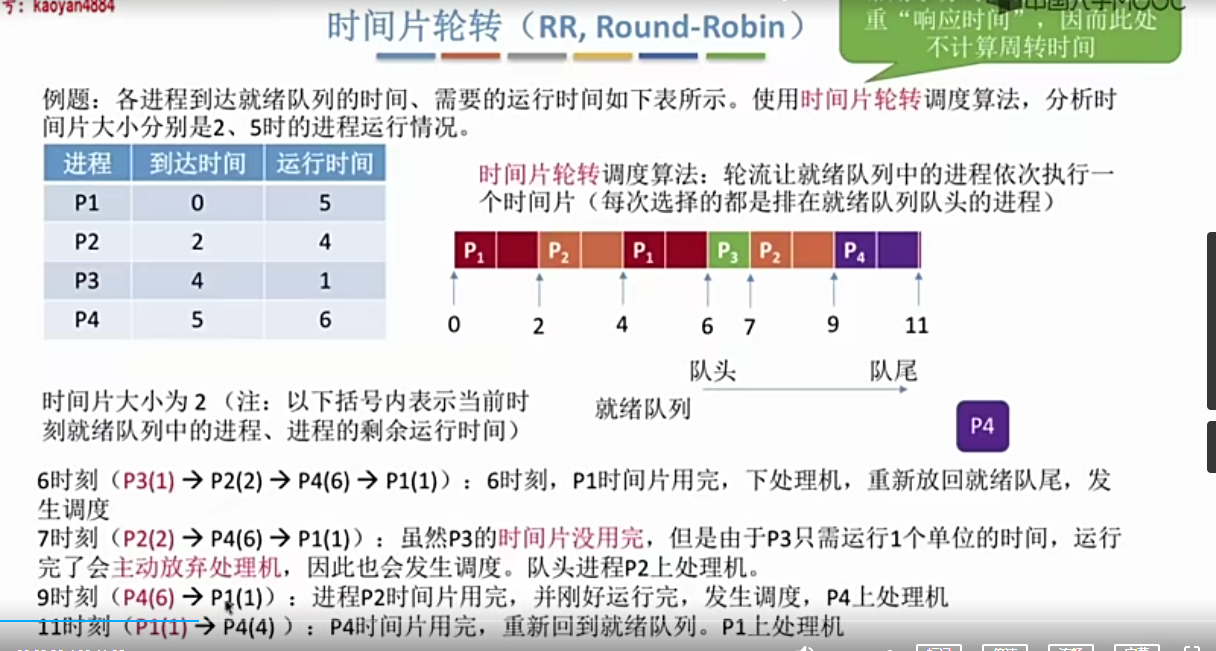 号: kaoyan4884
时间片轮转（RR, Round-Robin）
中国大学MOOC
重“响应时间”，因而此处
不计算周转时间
例题：各进程到达就绪队列的时间、需要的运行时间如下表所示。使用时间片轮转调度算法，分析时
间片大小分别是2、5时的进程运行情况。
进程 到达时间 运行时间
P1 0 5
P2 2 4
P3 4 1
P4 5 6
时间片轮转调度算法：轮流让就绪队列中的进程依次执行一
个时间片（每次选择的都是排在就绪队列队头的进程）
P1 P2 P1 P3 P2 P4
0 2 4 6 7 9 11
队头 队尾
就绪队列
P4
时间片大小为 2 （注：以下括号内表示当前时
刻就绪队列中的进程、进程的剩余运行时间）
6时刻（P3(1) → P2(2) → P4(6) → P1(1)）：6时刻，P1时间片用完，下处理机，重新放回就绪队尾，发
生调度
7时刻（P2(2) → P4(6) → P1(1)）：虽然P3的时间片没用完，但是由于P3只需运行1个单位的时间，运行
完了会主动放弃处理机，因此也会发生调度。队头进程P2上处理机。
9时刻（P4(6) → P1(1)）：进程P2时间片用完，并刚好运行完，发生调度，P4上处理机
11时刻（P1(1) → P4(4) ）：P4时间片用完，重新回到就绪队列。P1上处理机